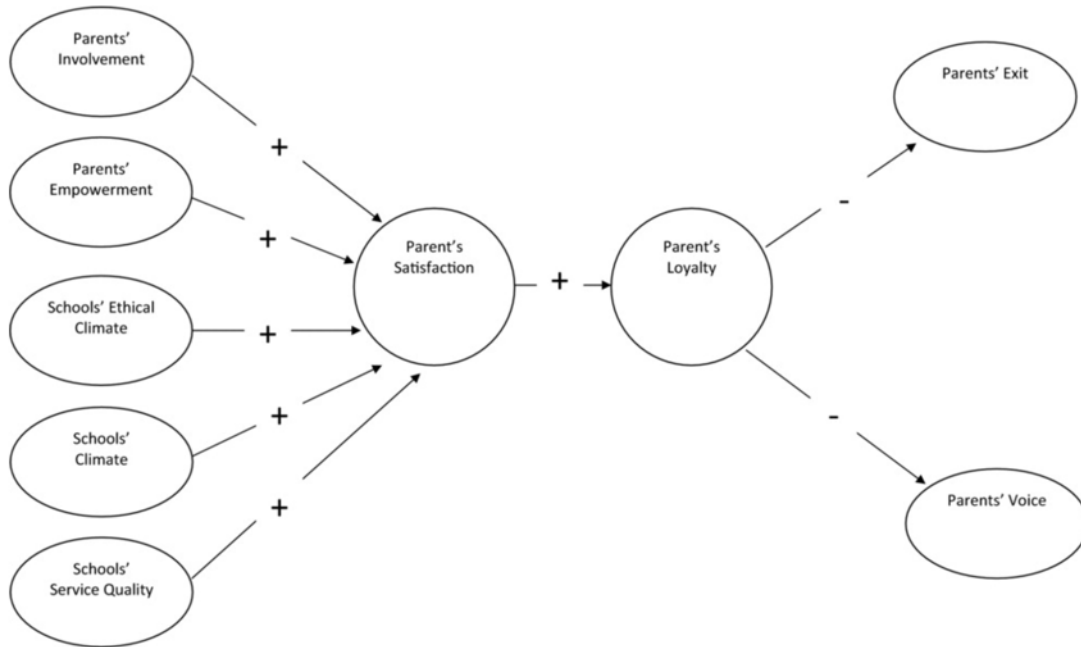 Parents'
Involvement
+
Parents'
Empowerment
+
Schools' Ethical
Climate
+
Schools'
Climate
+
Schools'
Service Quality
+
Parent's
Satisfaction
+
Parent's
Loyalty
-
Parents' Exit
-
Parents' Voice